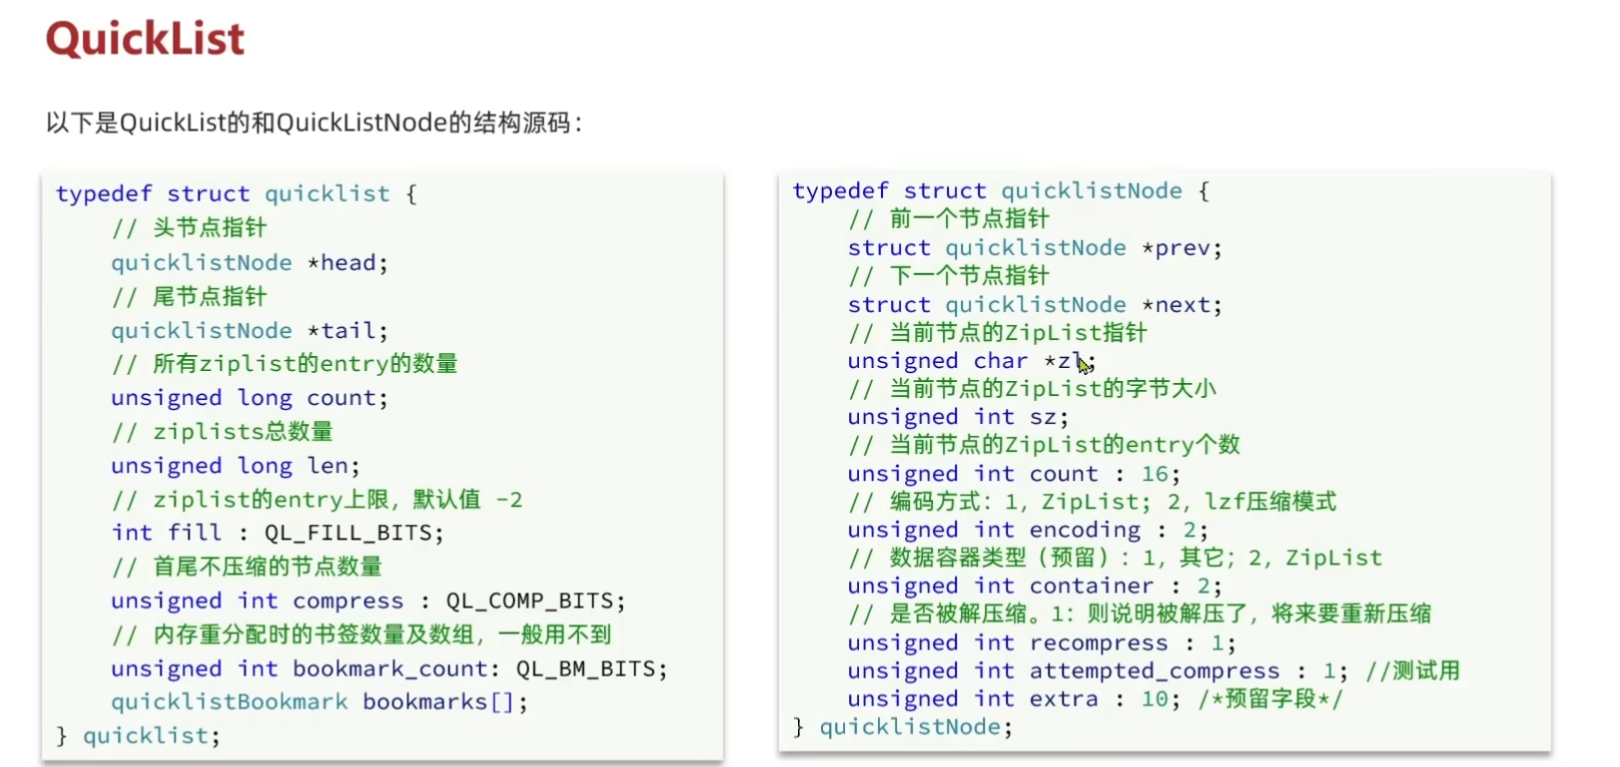 QuickList
以下是QuickList的和QuickListNode的结构源码：
typedef struct quicklist {
// 头节点指针
quicklistNode *head;
// 尾节点指针
quicklistNode *tail;
// 所有ziplist的entry的数量
unsigned long count;
// ziplists总数量
unsigned long len;
// ziplist的entry上限，默认值 -2
int fill : QL_FILL_BITS;
// 首尾不压缩的节点数量
unsigned int compress : QL_COMP_BITS;
// 内存重分配时的书签数量及数组，一般用不到
unsigned int bookmark_count: QL_BM_BITS;
quicklistBookmark bookmarks[];
} quicklist;
typedef struct quicklistNode {
// 前一个节点指针
struct quicklistNode *prev;
// 下一个节点指针
struct quicklistNode *next;
// 当前节点的ZipList指针
unsigned char *zl;
// 当前节点的ZipList的字节大小
unsigned int sz;
// 当前节点的ZipList的entry个数
unsigned int count : 16;
// 编码方式：1, ZipList; 2, lzf压缩模式
unsigned int encoding : 2;
// 数据容器类型（预留）：1, 其它；2, ZipList
unsigned int container : 2;
// 是否被解压缩。1：则说明被解压了，将来要重新压缩
unsigned int recompress : 1;
unsigned int attempted_compress : 1; //测试用
unsigned int extra : 10; /*预留字段*/
} quicklistNode;